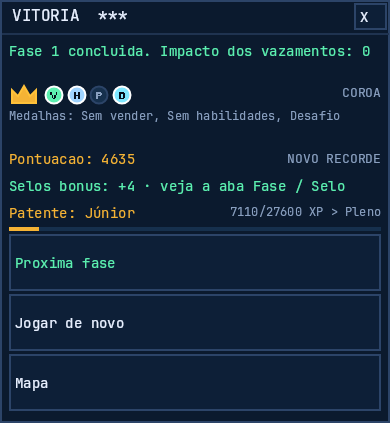 VITORIA ***
X
Fase 1 concluida. Impacto dos vazamentos: 0
V H P D
COROA
Medalhas: Sem vender, Sem habilidades, Desafio
Pontuacao: 4635
NOVO RECORDE
Selos bonus: +4 · veja a aba Fase / Selo
Patente: Júnior
7110/27600 XP > Pleno
Proxima fase
Jogar de novo
Mapa